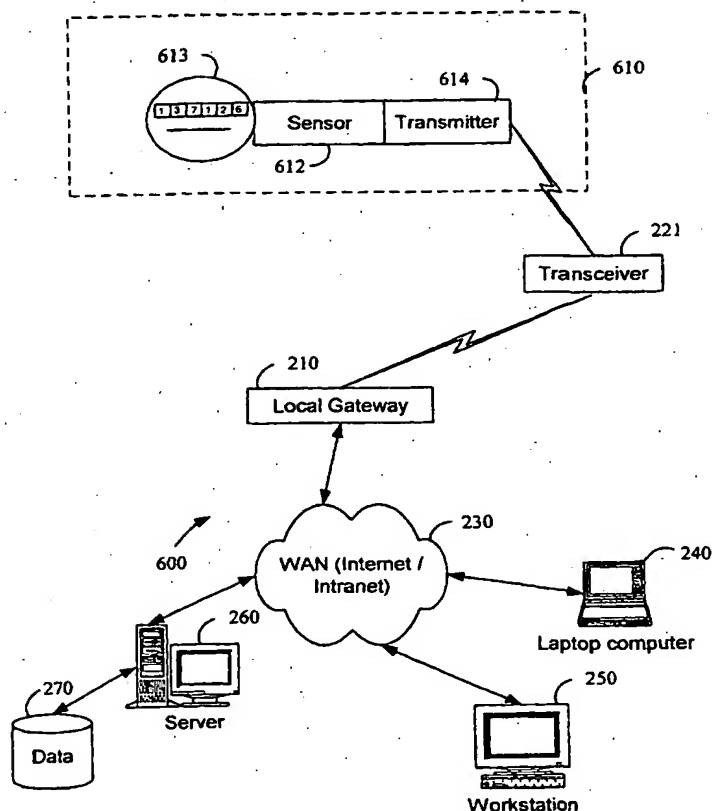 613
614
610
1 3 7 1 2 6
Sensor
Transmitter
612
221
Transceiver
210
Local Gateway
230
WAN (Internet /
Intranet)
600
240
Laptop computer
260
Server
250
Workstation
270
Data